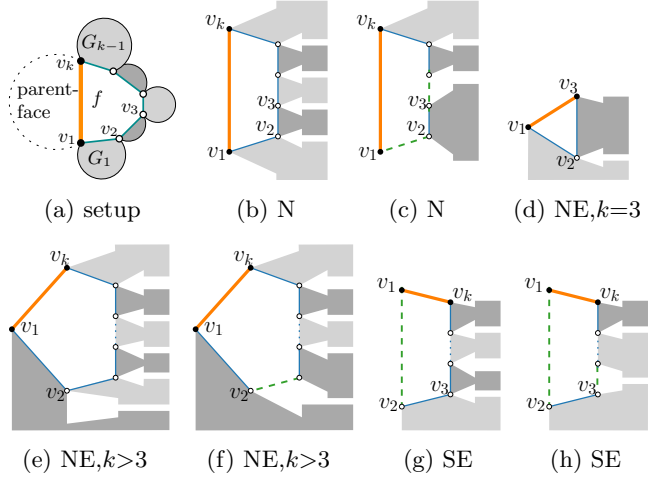 G_{k−1}
v_k
parent-
face
f
v_3
v_2
v_1
G_1
(a) setup
v_k
v_3
v_2
v_1
(b) N
v_k
v_3
v_2
v_1
(c) N
v_3
v_1
v_2
(d) NE,k=3
v_k
v_1
v_2
(e) NE,k>3
v_k
v_1
v_2
(f) NE,k>3
v_1
v_k
v_3
v_2
(g) SE
v_1
v_k
v_3
v_2
(h) SE